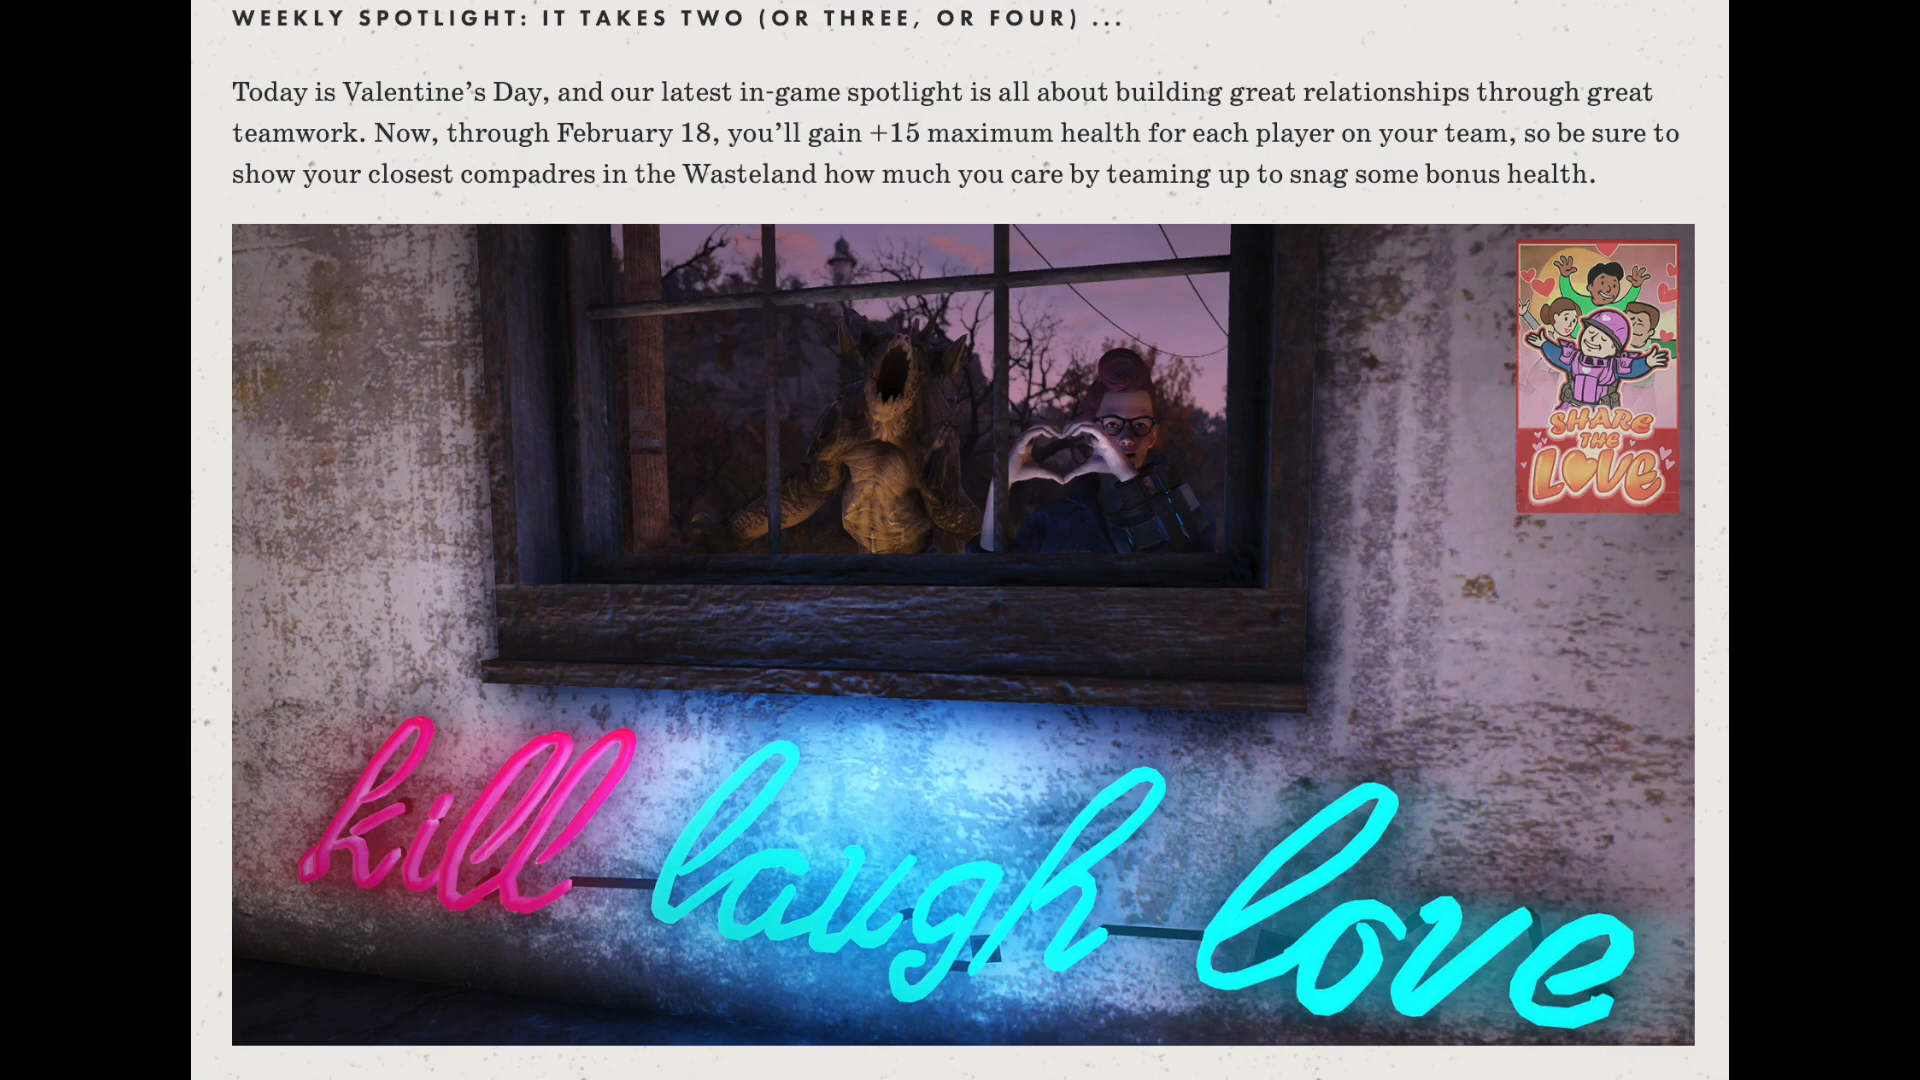 WEEKLY SPOTLIGHT: IT TAKES TWO (OR THREE, OR FOUR) ...
Today is Valentine’s Day, and our latest in-game spotlight is all about building great relationships through great
teamwork. Now, through February 18, you’ll gain +15 maximum health for each player on your team, so be sure to
show your closest compadres in the Wasteland how much you care by teaming up to snag some bonus health.
SHARE
THE
LOVE
kill laugh love